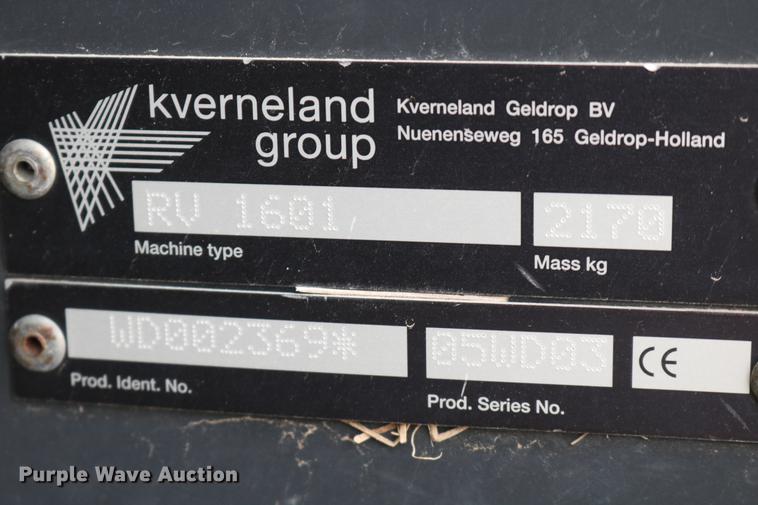 kverneland
group
Kverneland Geldrop BV
Nuenenseweg 165 Geldrop-Holland
RV 1601
2170
Machine type
Mass kg
WD002369*
05WD03
CE
Prod. Ident. No.
Prod. Series No.
Purple Wave Auction